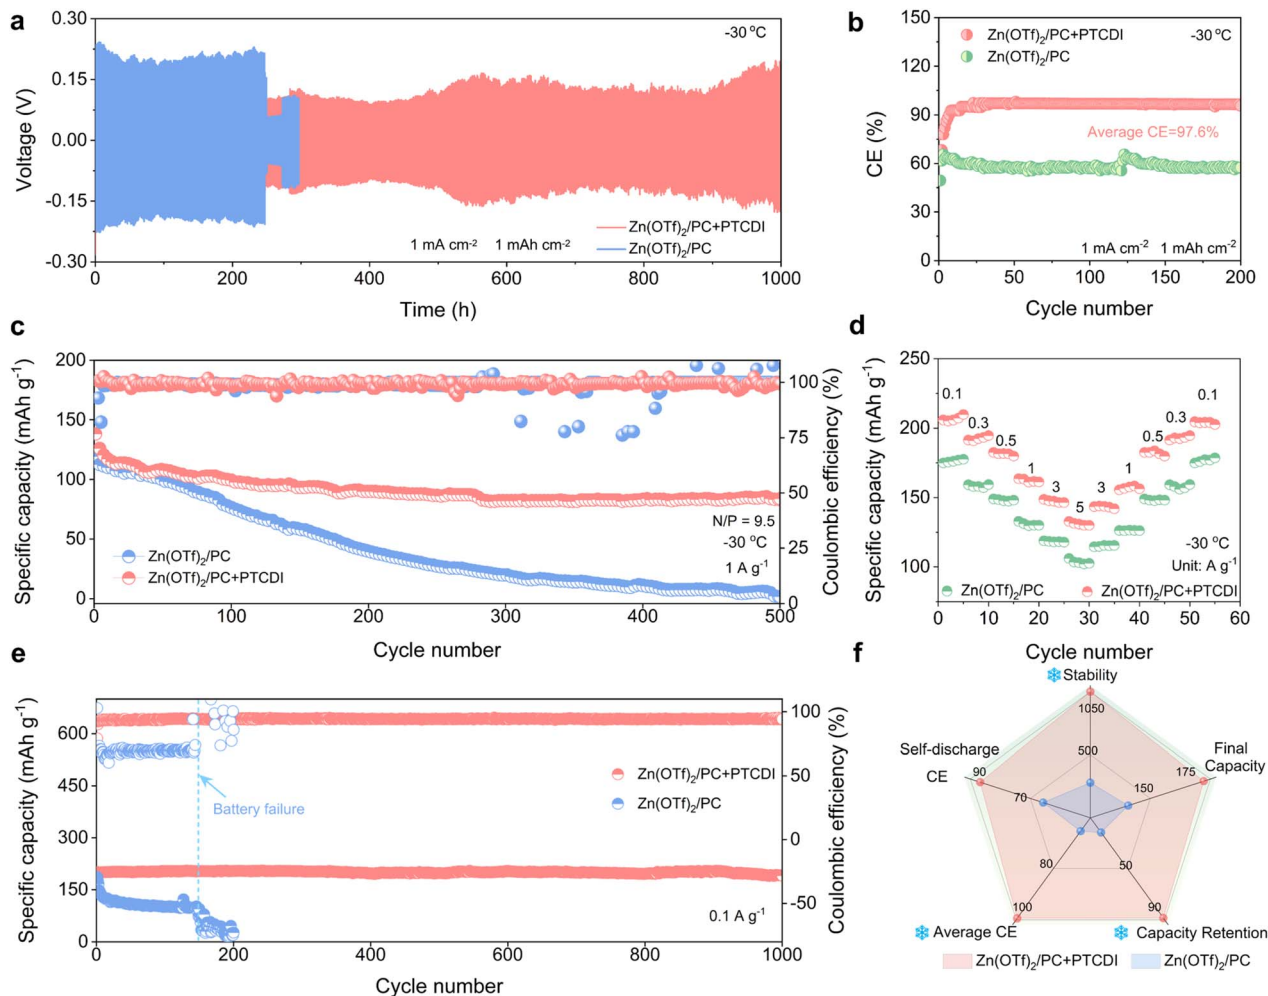 a
0.30
0.15
0.00
-0.15
-0.30
Voltage (V)
-30 °C
Zn(OTf)₂/PC+PTCDI
Zn(OTf)₂/PC
1 mA cm⁻² 1 mAh cm⁻²
0 200 400 600 800 1000
Time (h)
b
150
120
90
60
30
0
CE (%)
Zn(OTf)₂/PC+PTCDI
Zn(OTf)₂/PC
-30 °C
Average CE=97.6%
1 mA cm⁻² 1 mAh cm⁻²
0 50 100 150 200
Cycle number
c
200
150
100
50
0
Specific capacity (mAh g⁻¹)
100
75
50
25
0
Coulombic efficiency (%)
N/P = 9.5
-30 °C
1 A g⁻¹
Zn(OTf)₂/PC
Zn(OTf)₂/PC+PTCDI
0 100 200 300 400 500
Cycle number
d
250
200
150
100
Specific capacity (mAh g⁻¹)
0.1
0.3
0.5
1
3
5
3
1
0.5
0.3
0.1
-30 °C
Unit: A g⁻¹
Zn(OTf)₂/PC
Zn(OTf)₂/PC+PTCDI
0 10 20 30 40 50 60
Cycle number
e
600
450
300
150
0
Specific capacity (mAh g⁻¹)
100
50
0
-50
Coulombic efficiency (%)
Zn(OTf)₂/PC+PTCDI
Zn(OTf)₂/PC
Battery failure
0.1 A g⁻¹
0 200 400 600 800 1000
Cycle number
f
Stability
1050
500
Final
Capacity
175
150
Self-discharge
CE
90
70
80
100
50
90
Average CE
Capacity Retention
Zn(OTf)₂/PC+PTCDI
Zn(OTf)₂/PC